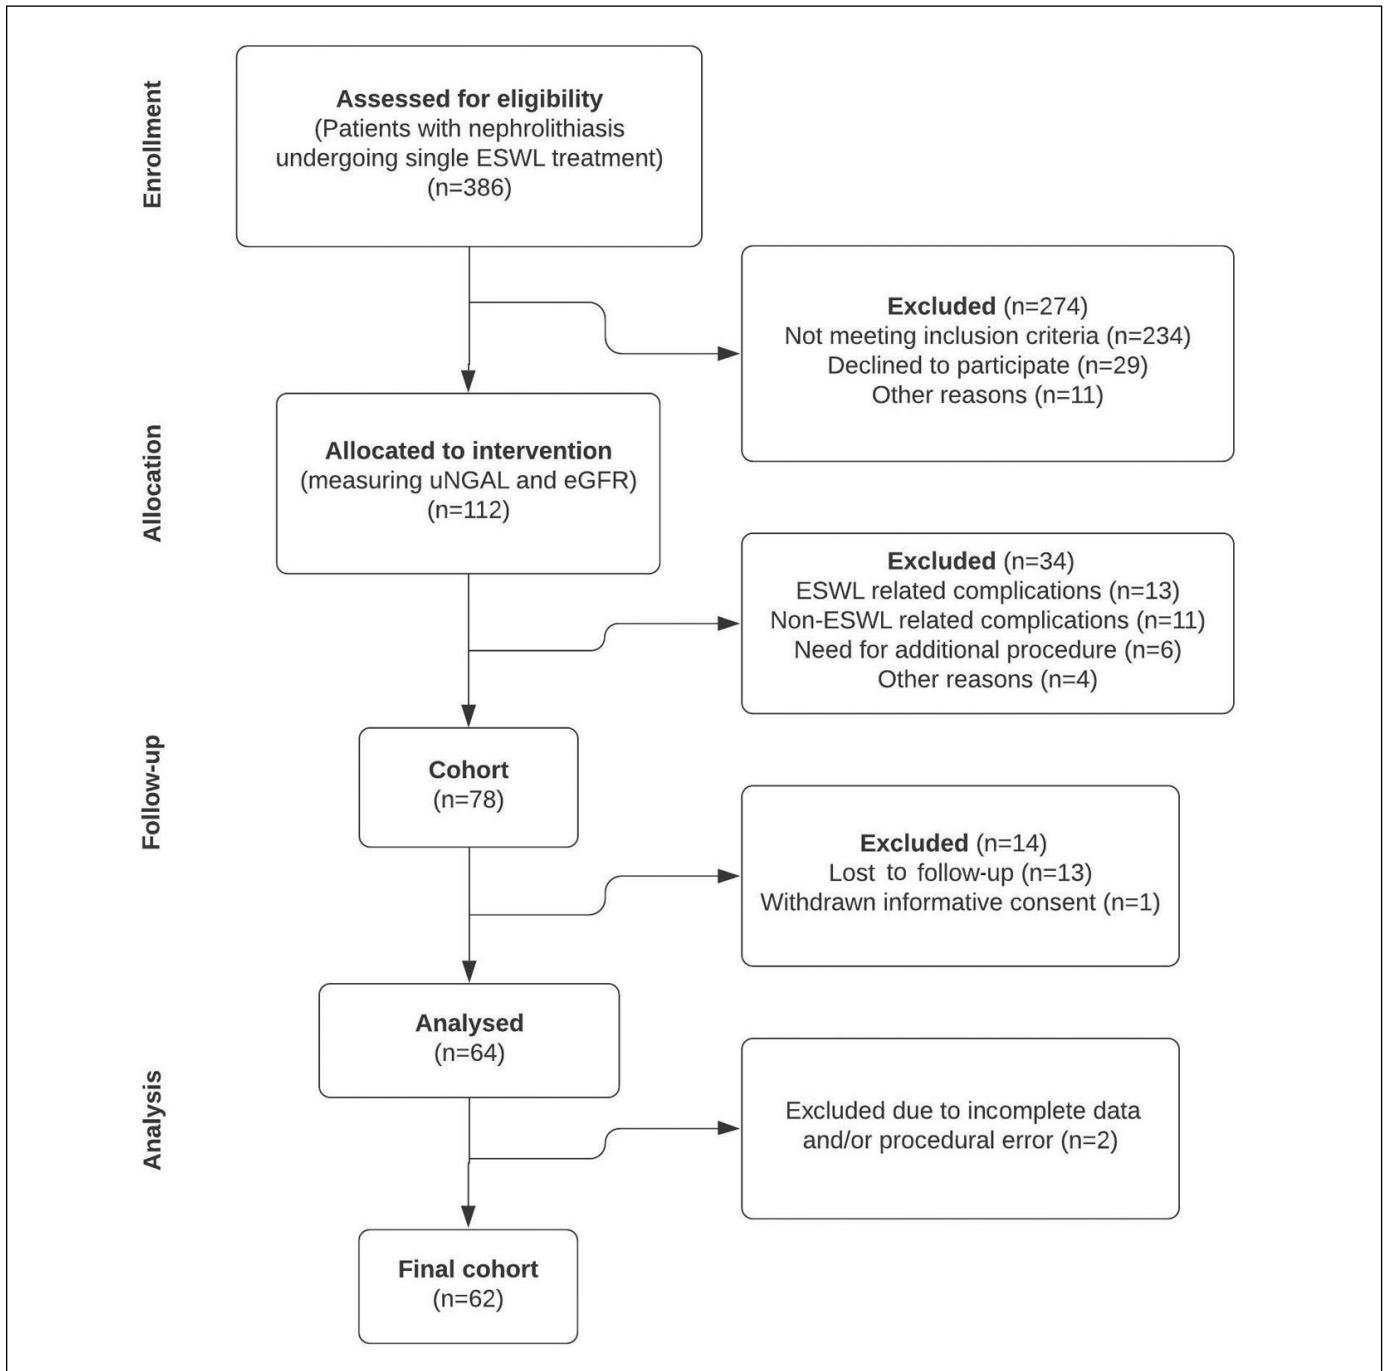 Enrollment
Assessed for eligibility
(Patients with nephrolithiasis
undergoing single ESWL treatment)
(n=386)
Excluded (n=274)
Not meeting inclusion criteria (n=234)
Declined to participate (n=29)
Other reasons (n=11)
Allocation
Allocated to intervention
(measuring uNGAL and eGFR)
(n=112)
Excluded (n=34)
ESWL related complications (n=13)
Non-ESWL related complications (n=11)
Need for additional procedure (n=6)
Other reasons (n=4)
Follow-up
Cohort
(n=78)
Excluded (n=14)
Lost to follow-up (n=13)
Withdrawn informative consent (n=1)
Analysed
(n=64)
Analysis
Excluded due to incomplete data
and/or procedural error (n=2)
Final cohort
(n=62)